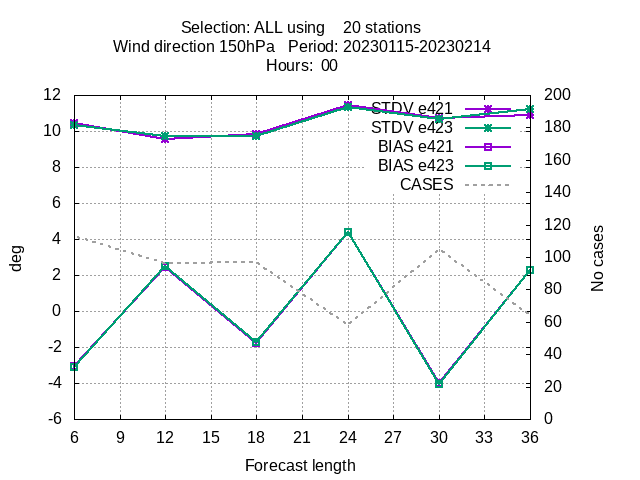 Selection: ALL using    20 stations
Wind direction 150hPa   Period: 20230115-20230214
Hours:  00
STDV e421
STDV e423
BIAS e421
BIAS e423
CASES
12
10
8
6
4
2
0
-2
-4
-6
deg
200
180
160
140
120
100
80
60
40
20
0
No cases
6 9 12 15 18 21 24 27 30 33 36
Forecast length